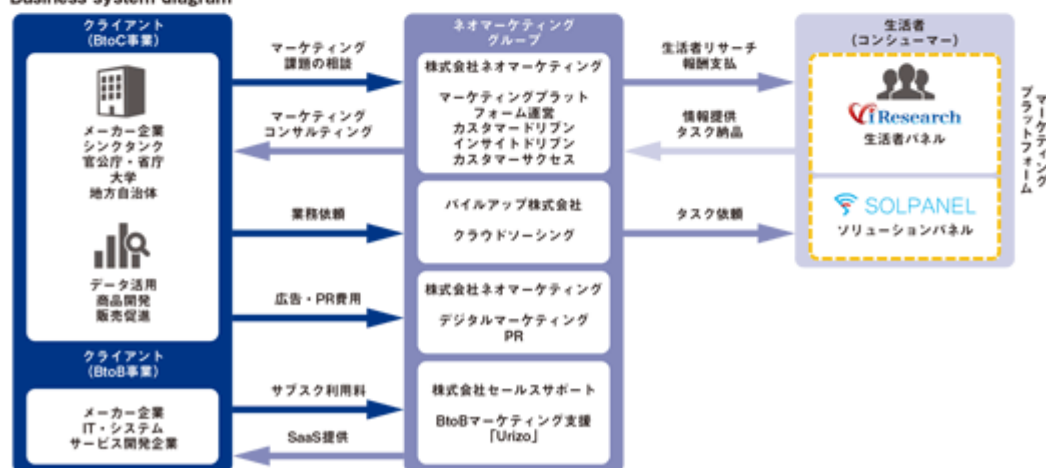 Business system diagram
クライアント
(BtoC事業)
メーカー企業
シンクタンク
官公庁・省庁
大学
地方自治体
データ活用
商品開発
販売促進
クライアント
(BtoB事業)
メーカー企業
IT・システム
サービス開発企業
マーケティング
課題の相談
マーケティング
コンサルティング
業務依頼
広告・PR費用
サブスク利用料
SaaS提供
ネオマーケティング
グループ
株式会社ネオマーケティング
マーケティングプラット
フォーム運営
カスタマードリブン
インサイトドリブン
カスタマーサクセス
パイルアップ株式会社
クラウドソーシング
株式会社ネオマーケティング
デジタルマーケティング
PR
株式会社セールスサポート
BtoBマーケティング支援
「Urizo」
生活者リサーチ
報酬支払
情報提供
タスク納品
タスク依頼
生活者
(コンシューマー)
iResearch
生活者パネル
SOLPANEL
ソリューションパネル
マーケティング
プラットフォーム